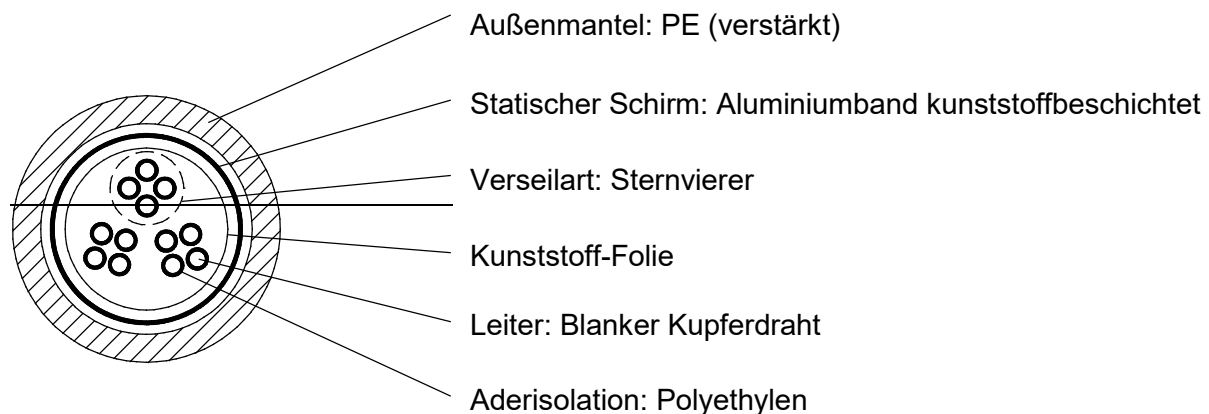 Außenmantel: PE (verstärkt)
Statischer Schirm: Aluminiumband kunststoffbeschichtet
Verseilart: Sternvierer
Kunststoff-Folie
Leiter: Blanker Kupferdraht
Aderisolation: Polyethylen